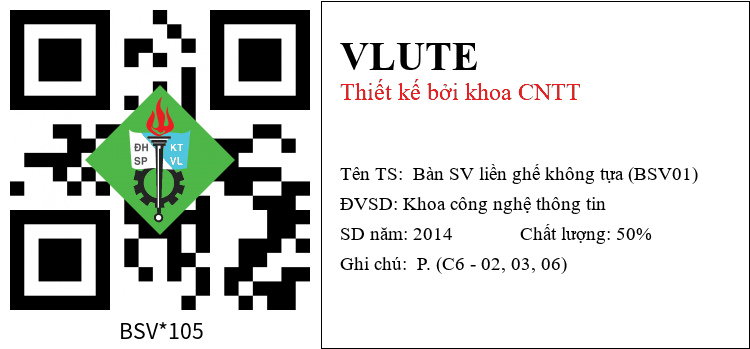 ĐH KT
SP VL
BSV*105
VLUTE
Thiết kế bởi khoa CNTT
Tên TS: Bàn SV liền ghế không tựa (BSV01)
ĐVSD: Khoa công nghệ thông tin
SD năm: 2014 Chất lượng: 50%
Ghi chú: P. (C6 - 02, 03, 06)